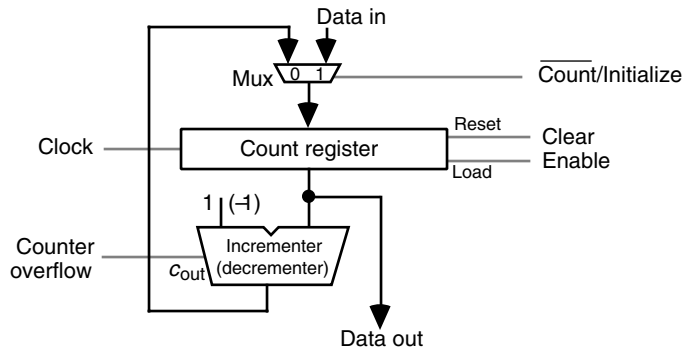 Data in
Mux
0 1
C̅o̅u̅n̅t̅/Initialize
Clock
Count register
Reset
Load
Clear
Enable
1 (–1)
Counter
overflow
cout
Incrementer
(decrementer)
Data out